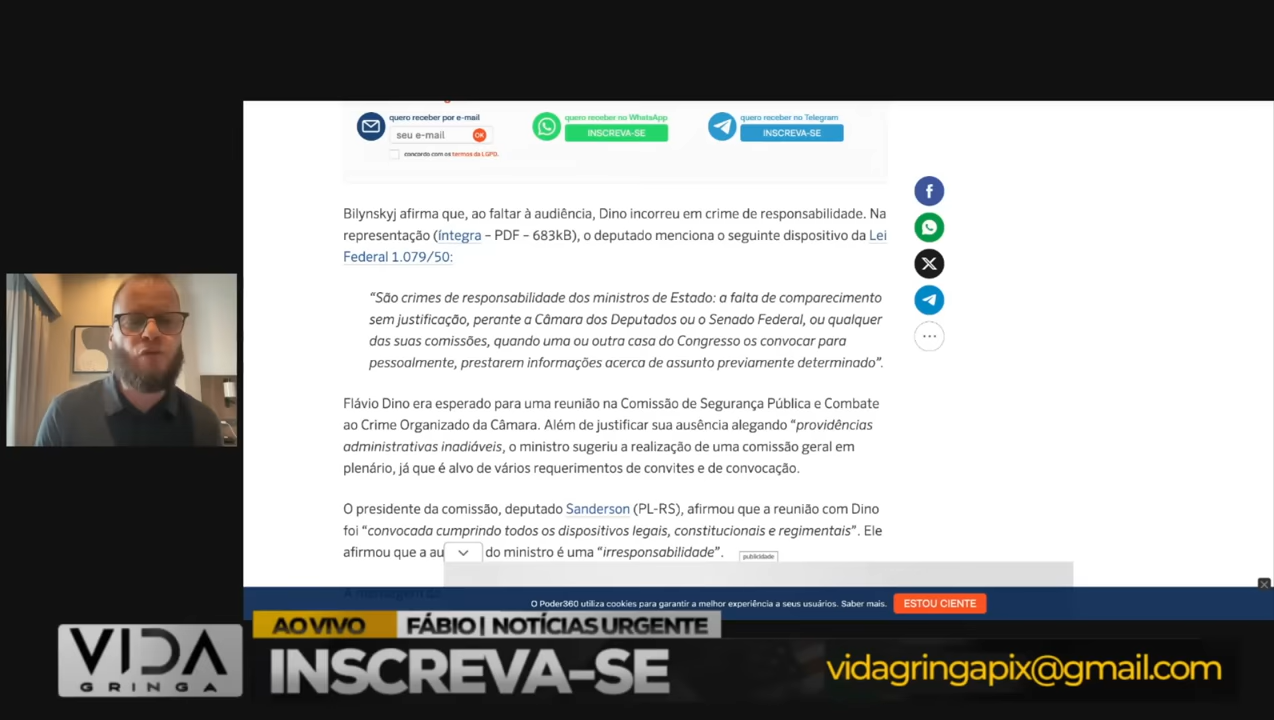 quero receber por e-mail
seu e-mail
OK
concordo com os termos da LGPD.
quero receber no WhatsApp
INSCREVA-SE
quero receber no Telegram
INSCREVA-SE
Bilynskyj afirma que, ao faltar à audiência, Dino incorreu em crime de responsabilidade. Na
representação (íntegra – PDF – 683kB), o deputado menciona o seguinte dispositivo da Lei
Federal 1.079/50:
“São crimes de responsabilidade dos ministros de Estado: a falta de comparecimento
sem justificação, perante a Câmara dos Deputados ou o Senado Federal, ou qualquer
das suas comissões, quando uma ou outra casa do Congresso os convocar para
pessoalmente, prestarem informações acerca de assunto previamente determinado”.
Flávio Dino era esperado para uma reunião na Comissão de Segurança Pública e Combate
ao Crime Organizado da Câmara. Além de justificar sua ausência alegando “providências
administrativas inadiáveis, o ministro sugeriu a realização de uma comissão geral em
plenário, já que é alvo de vários requerimentos de convites e de convocação.
O presidente da comissão, deputado Sanderson (PL-RS), afirmou que a reunião com Dino
foi “convocada cumprindo todos os dispositivos legais, constitucionais e regimentais”. Ele
afirmou que a au do ministro é uma “irresponsabilidade”.
publicidade
O Poder360 utiliza cookies para garantir a melhor experiência a seus usuários. Saber mais.
ESTOU CIENTE
AO VIVO
FÁBIO | NOTÍCIAS URGENTE
VIDA
GRINGA
INSCREVA-SE
vidagringapix@gmail.com